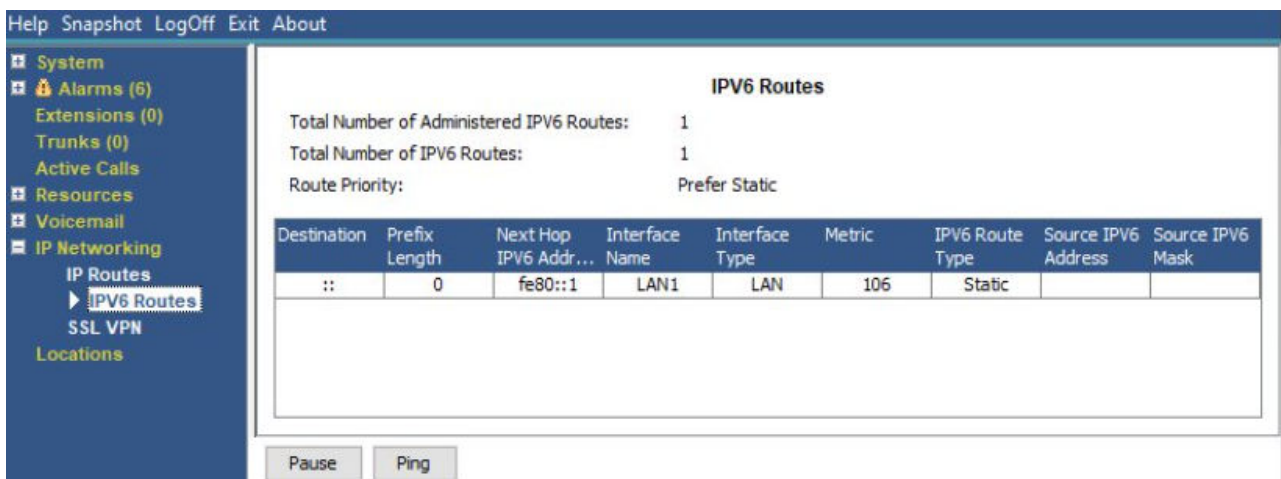 Help Snapshot LogOff Exit About
System
Alarms (6)
Extensions (0)
Trunks (0)
Active Calls
Resources
Voicemail
IP Networking
IP Routes
IPV6 Routes
SSL VPN
Locations
IPV6 Routes
Total Number of Administered IPV6 Routes: 1
Total Number of IPV6 Routes: 1
Route Priority: Prefer Static
Destination Prefix Length Next Hop IPV6 Addr... Interface Name Interface Type Metric IPV6 Route Type Source IPV6 Address Source IPV6 Mask
:: 0 fe80::1 LAN1 LAN 106 Static
Pause Ping